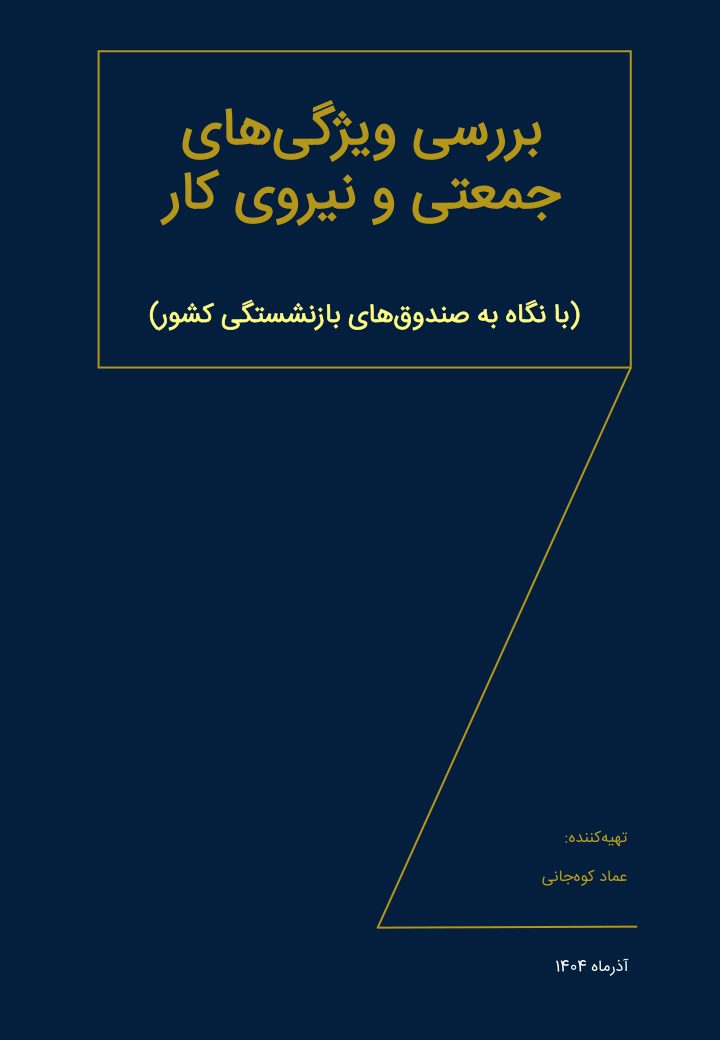 بررسی ویژگی‌های
جمعتی و نیروی کار
(با نگاه به صندوق‌های بازنشستگی کشور)
تهیه‌کننده:
عماد کوه‌جانی
آذرماه ۱۴۰۴